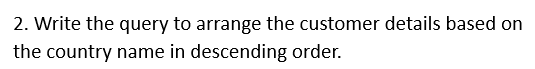 2. Write the query to arrange the customer details based on
the country name in descending order.